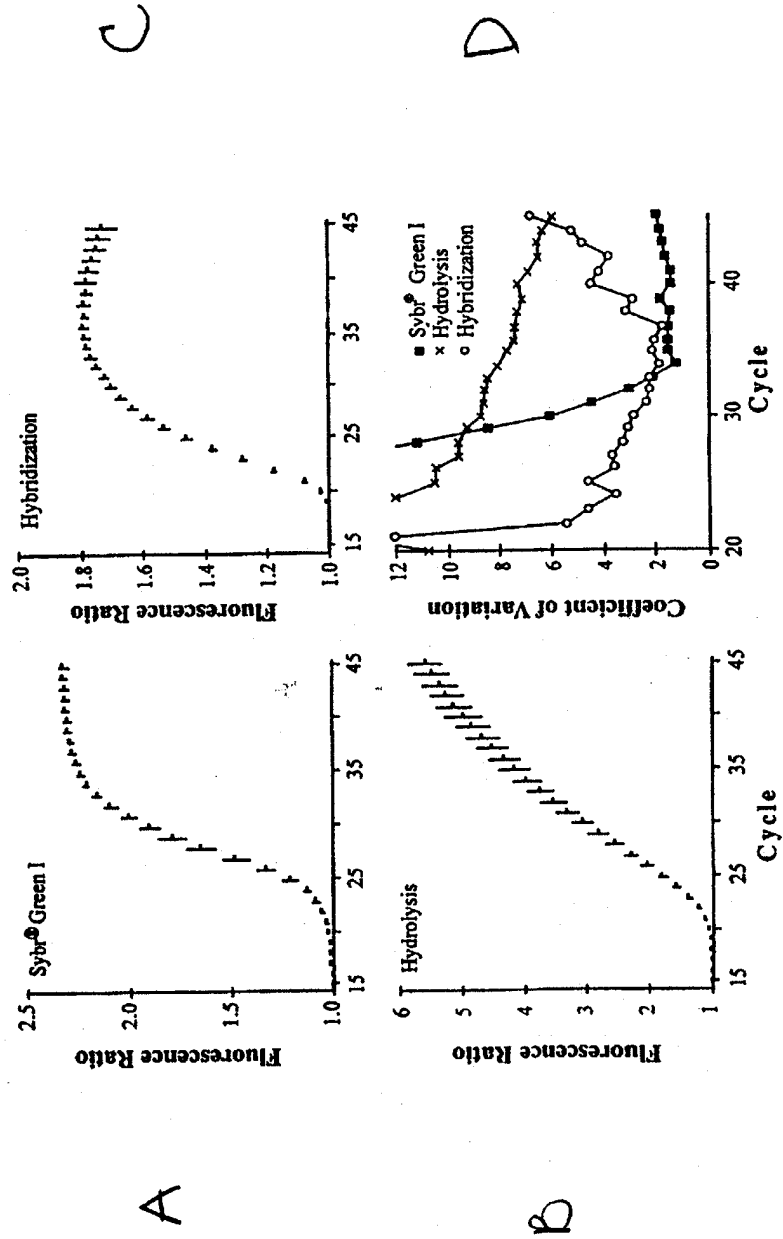 A
Sybr® Green I
Fluorescence Ratio
2.5
2.0
1.5
1.0
15
25
35
45
C
Hybridization
Fluorescence Ratio
2.0
1.8
1.6
1.4
1.2
1.0
15
25
35
45
B
Hydrolysis
Fluorescence Ratio
6
5
4
3
2
1
15
25
35
45
Cycle
D
Sybr® Green I
Hydrolysis
Hybridization
Coefficient of Variation
12
10
8
6
4
2
0
20
30
40
Cycle